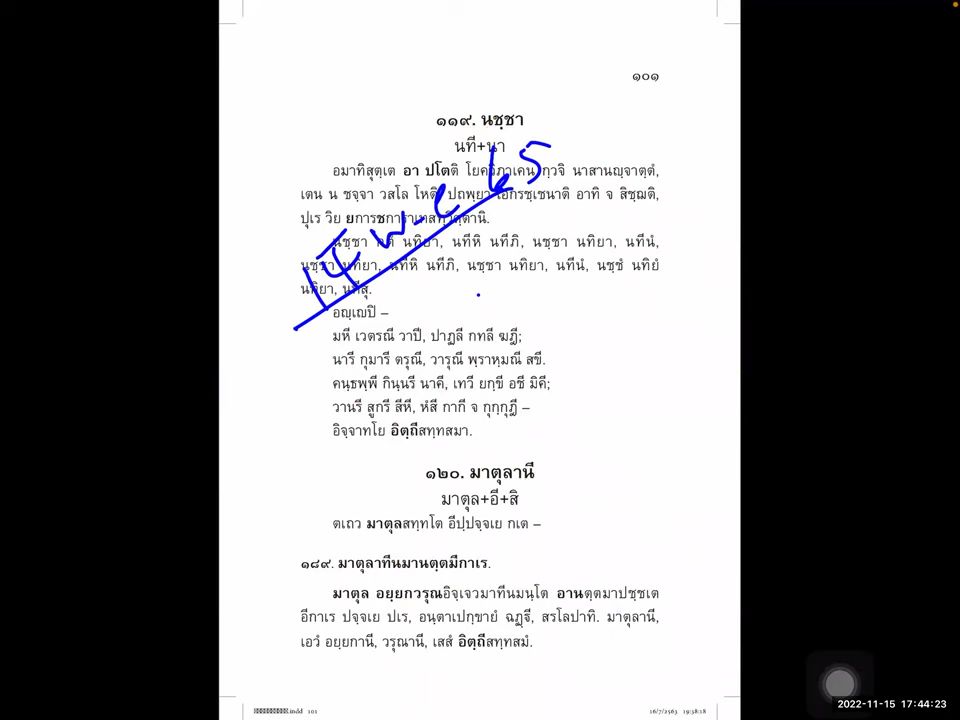 ๑๐๑
๑๑๙. นชฺชา
นที+นา
อมาทิสุตฺเต อา ปโตติ โยควิภาเคน กฺวจิ นาสานญฺจาตฺตํ,
เตน น ชจฺจา วสโล โหติ, ปถพฺยา เอกรชฺเชนาติ อาทิ จ สิชฺฌติ,
ปุเร วิย ยการชการาเทส
นชฺชา กตํ นทิยา, นทีหิ นทีภิ, นชฺชา นทิยา, นทีนํ,
นชฺชา นทิยา, นทีหิ นทีภิ, นชฺชา นทิยา, นทีนํ, นชฺชํ นทิยํ
นทิยา, นทีสุ.
อญฺเญปิ –
มหี เวตรณี วาปี, ปาฏลี กทลี ฆฏี;
นารี กุมารี ตรุณี, วารุณี พฺราหฺมณี สขี.
คนฺธพฺพี กินฺนรี นาคี, เทวี ยกฺขี อชี มิคี;
วานรี สูกรี สีหี, หํสี กากี จ กุกฺกุฏี –
อิจฺจาทโย อิตฺถีสทฺทสมา.
๑๒๐. มาตุลานี
มาตุล+อี+สิ
ตเถว มาตุลสทฺทโต อีปฺปจฺจเย กเต –
๑๘๙. มาตุลาทีนมานตฺตมีกาเร.
มาตุล อยฺยกวรุณอิจฺเจวมาทีนมนฺโต อานตฺตมาปชฺชเต
อีกาเร ปจฺจเย ปเร, อนฺตาเปกฺขายํ ฉฏฺฐี, สรโลปาทิ. มาตุลานี,
เอวํ อยฺยกานี, วรุณานี, เสสํ อิตฺถีสทฺทสมํ.
.indd 101
16/7/2563 19:38:18
2022-11-15 17:44:23